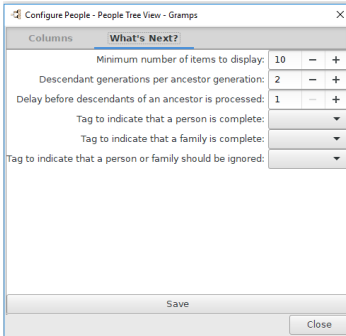 Configure People - People Tree View - Gramps
Columns What's Next?
Minimum number of items to display: 10
Descendant generations per ancestor generation: 2
Delay before descendants of an ancestor is processed: 1
Tag to indicate that a person is complete:
Tag to indicate that a family is complete:
Tag to indicate that a person or family should be ignored:
Save
Close